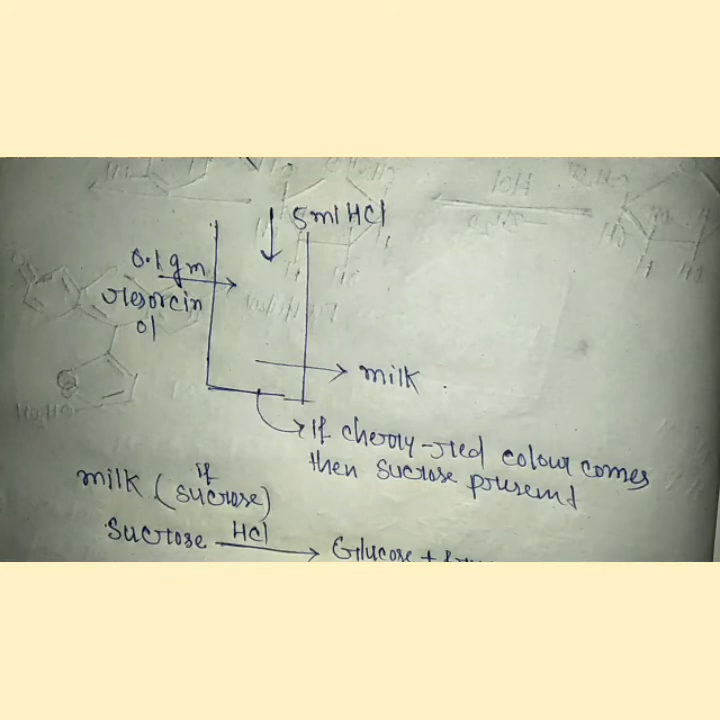 5ml HCl
0.1gm
resorcin
ol
milk
If cherry-red colour comes
then sucrose present
milk (if sucrose)
Sucrose HCl Glucose +